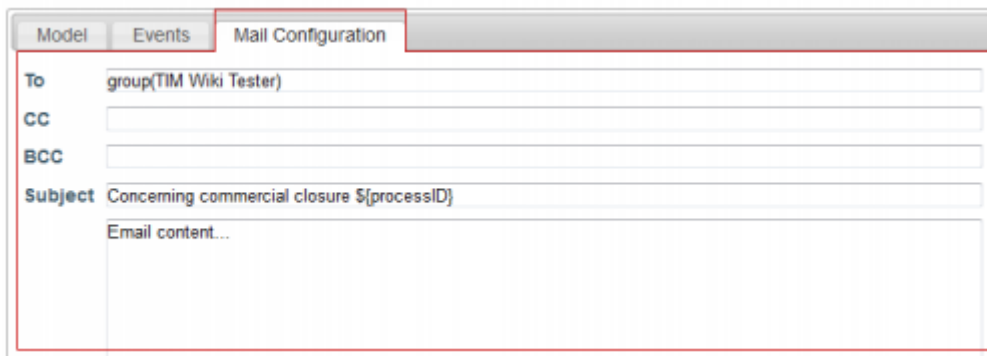 Model Events Mail Configuration
To group(TIM Wiki Tester)
CC
BCC
Subject Concerning commercial closure ${processID}
Email content...